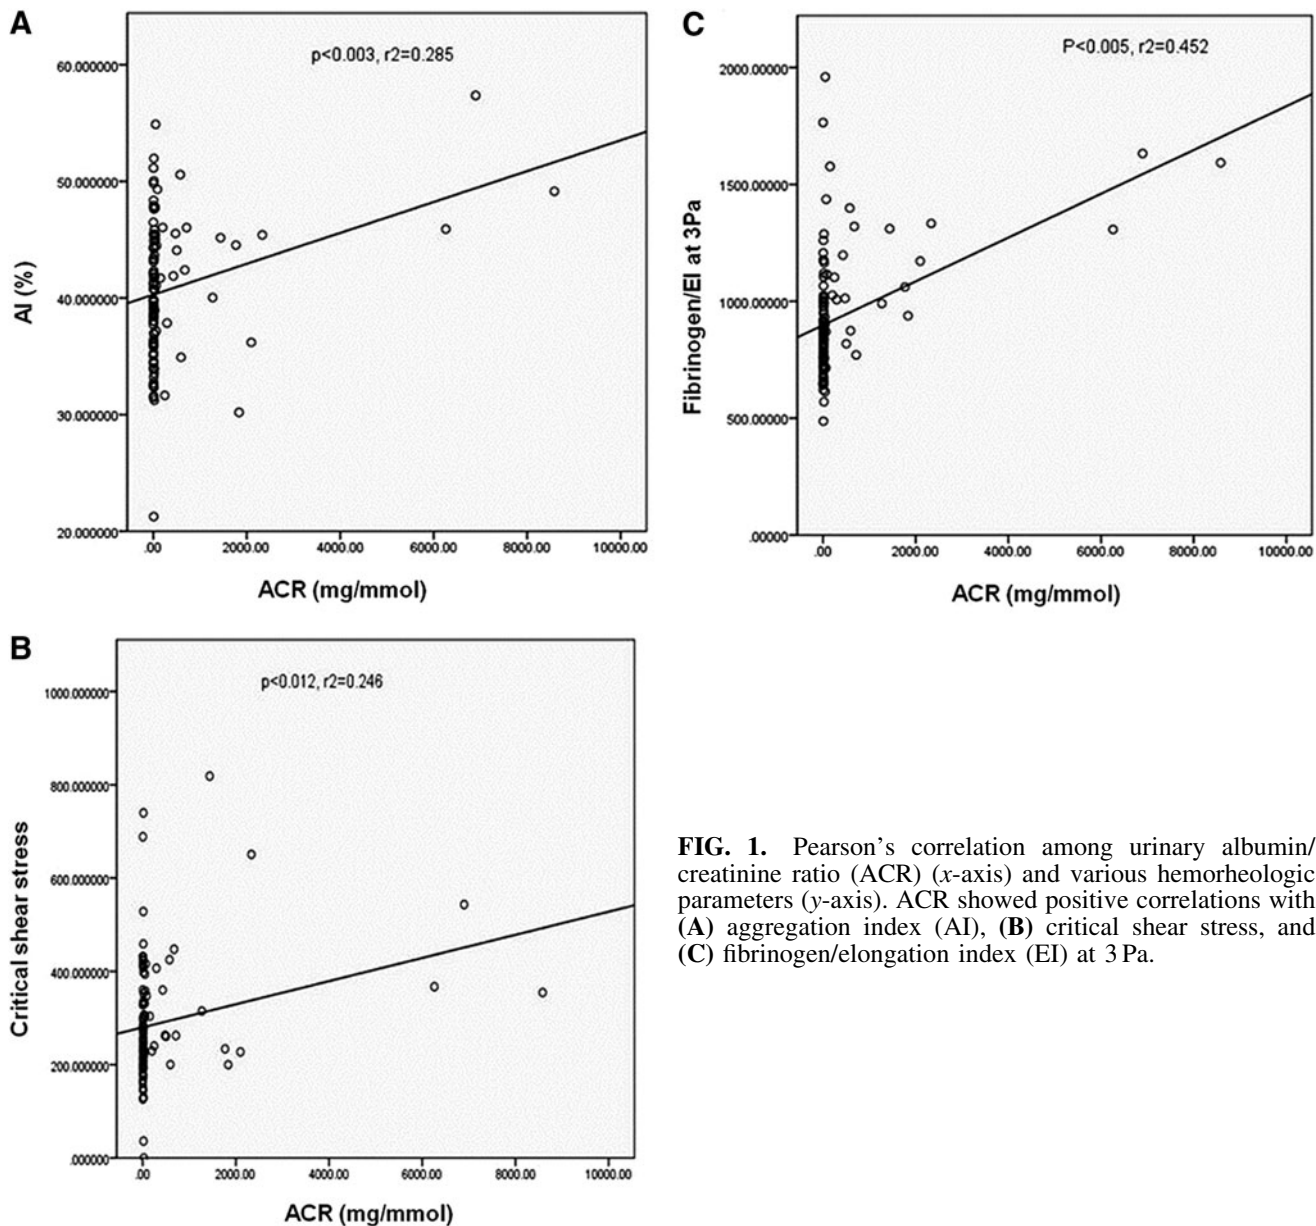 A
p<0.003, r2=0.285
60.000000
50.000000
40.000000
30.000000
20.000000
AI (%)
.00 2000.00 4000.00 6000.00 8000.00 10000.00
ACR (mg/mmol)
C
P<0.005, r2=0.452
2000.00000
1500.00000
1000.00000
500.00000
.00000
Fibrinogen/EI at 3Pa
.00 2000.00 4000.00 6000.00 8000.00 10000.00
ACR (mg/mmol)
B
p<0.012, r2=0.246
1000.000000
800.000000
600.000000
400.000000
200.000000
.000000
Critical shear stress
.00 2000.00 4000.00 6000.00 8000.00 10000.00
ACR (mg/mmol)
FIG. 1. Pearson’s correlation among urinary albumin/
creatinine ratio (ACR) (x-axis) and various hemorheologic
parameters (y-axis). ACR showed positive correlations with
(A) aggregation index (AI), (B) critical shear stress, and
(C) fibrinogen/elongation index (EI) at 3 Pa.